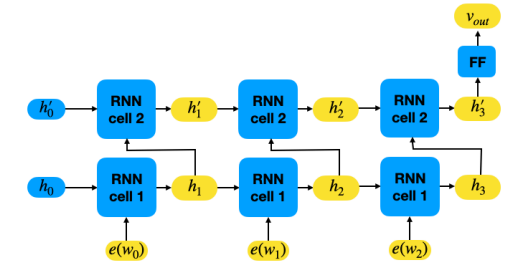 v_out
FF
h'_0 RNN cell 2 h'_1 RNN cell 2 h'_2 RNN cell 2 h'_3
h_0 RNN cell 1 h_1 RNN cell 1 h_2 RNN cell 1 h_3
e(w_0) e(w_1) e(w_2)